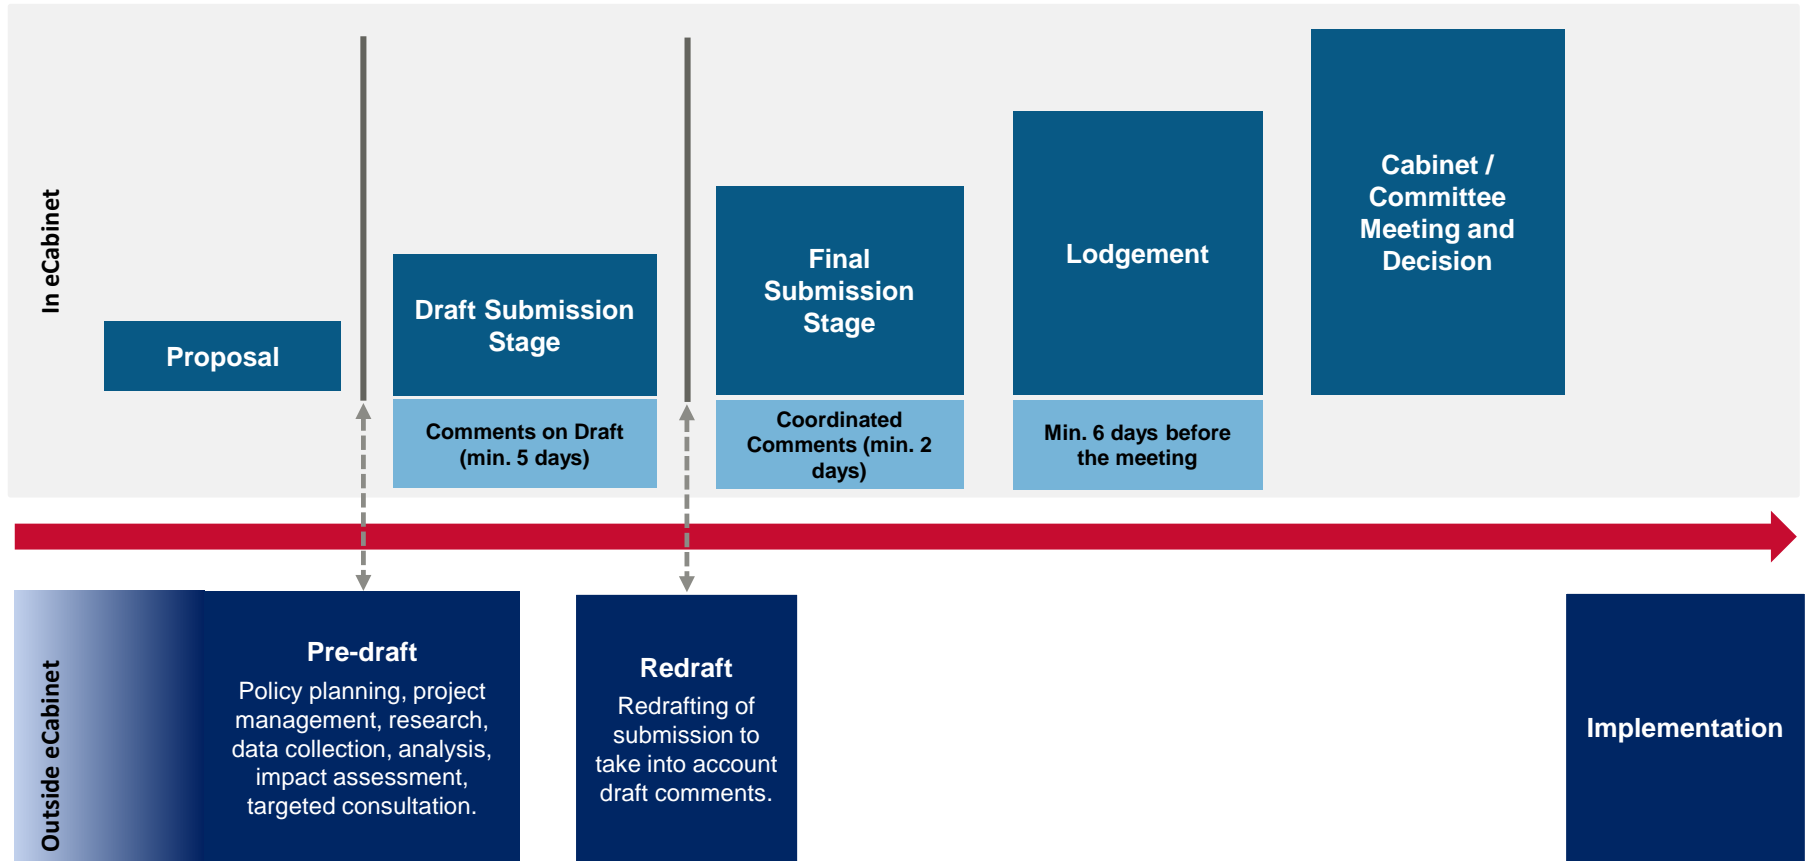 In eCabinet
Proposal
Draft Submission
Stage
Comments on Draft
(min. 5 days)
Final
Submission
Stage
Coordinated
Comments (min. 2
days)
Lodgement
Min. 6 days before
the meeting
Cabinet /
Committee
Meeting and
Decision
Outside eCabinet
Pre-draft
Policy planning, project
management, research,
data collection, analysis,
impact assessment,
targeted consultation.
Redraft
Redrafting of
submission to
take into account
draft comments.
Implementation